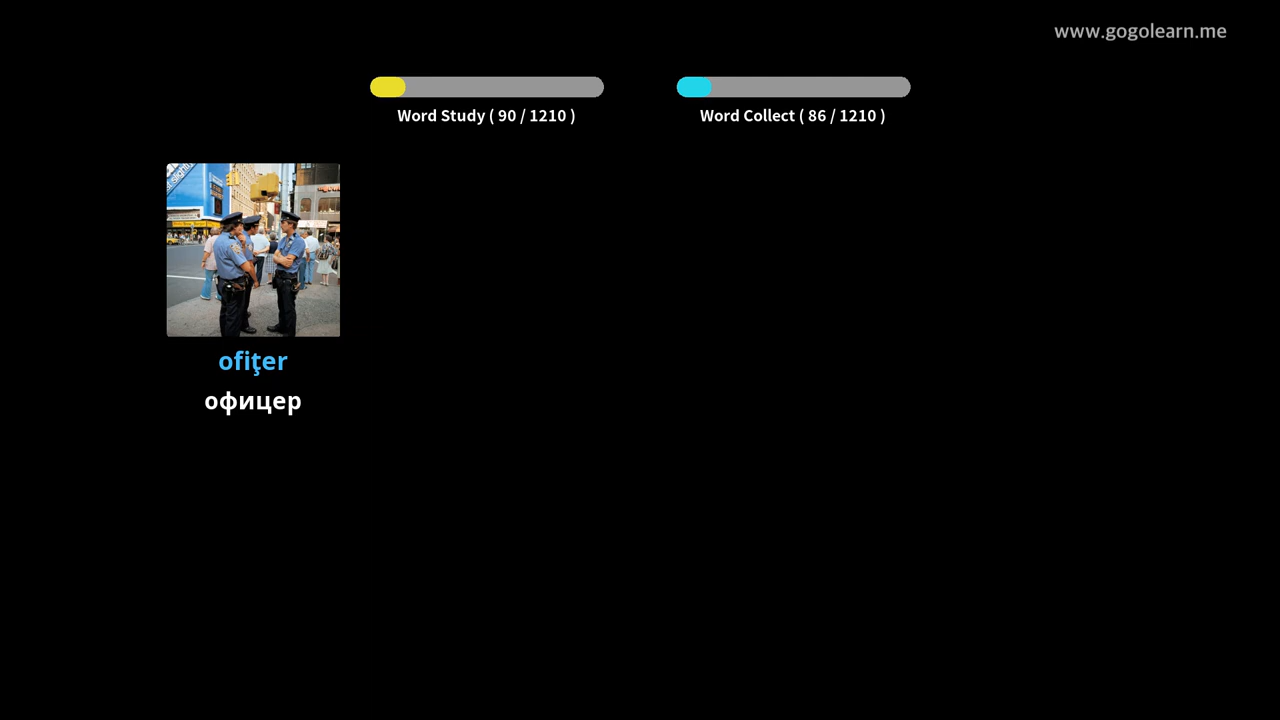 www.gogolearn.me
Word Study ( 90 / 1210 )
Word Collect ( 86 / 1210 )
ofiţer
офицер